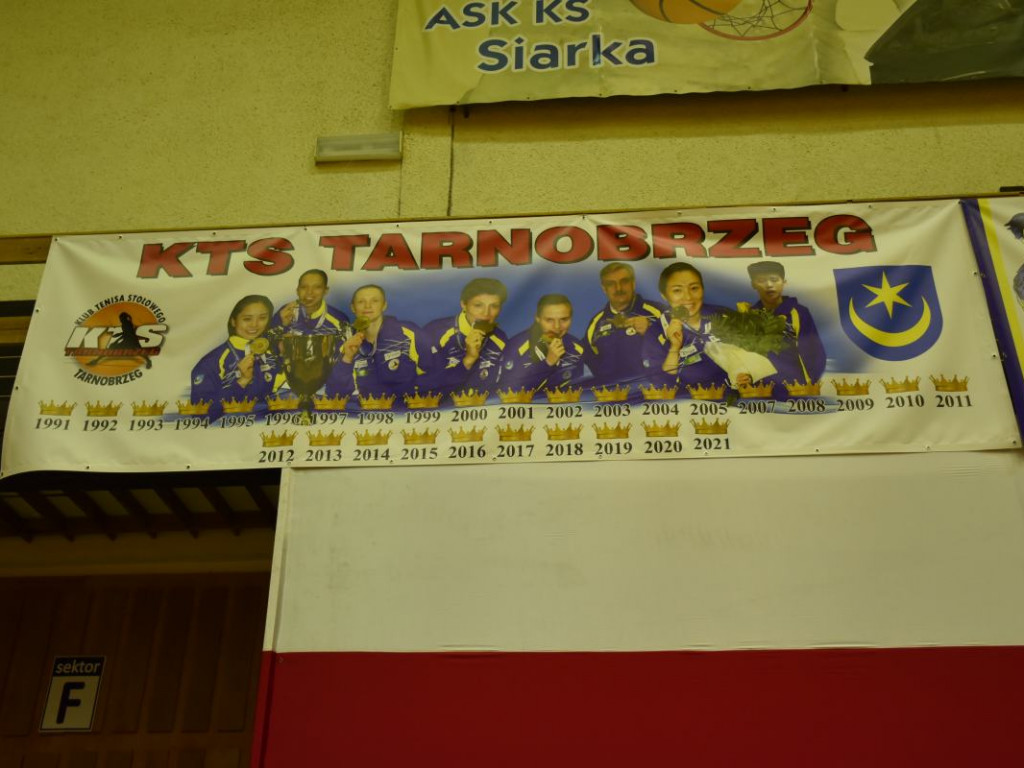 ASK KS
Siarka
KTS TARNOBRZEG
KLUB TENISA STOŁOWEGO
KTS
TARNOBRZEG
TARNOBRZEG
1991 1992 1993 1994 1995 1996 1997 1998 1999 2000 2001 2002 2003 2004 2005 2007 2008 2009 2010 2011
2012 2013 2014 2015 2016 2017 2018 2019 2020 2021
sektor
F